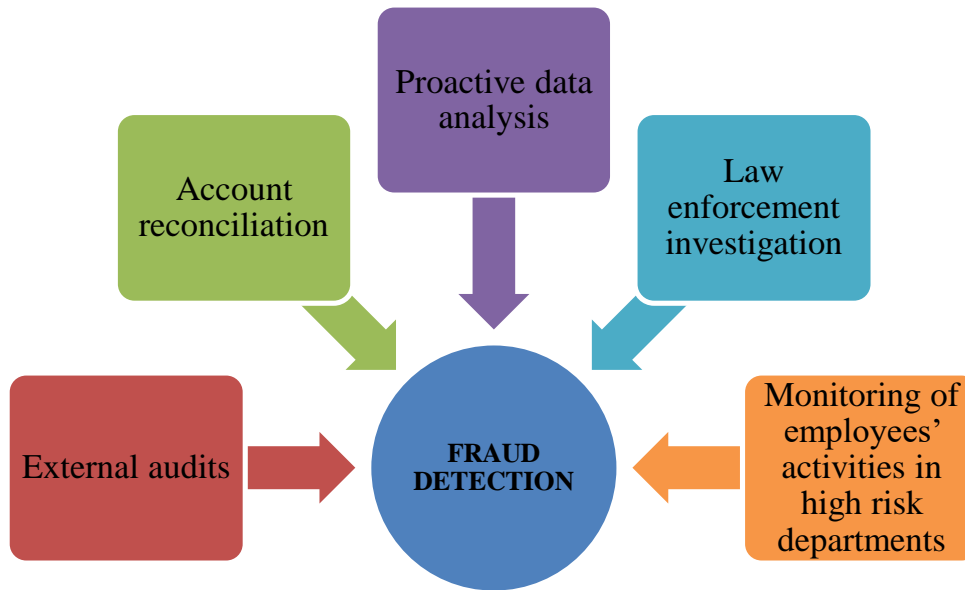 Proactive data
analysis
Account
reconciliation
Law
enforcement
investigation
External audits
FRAUD
DETECTION
Monitoring of
employees’
activities in
high risk
departments